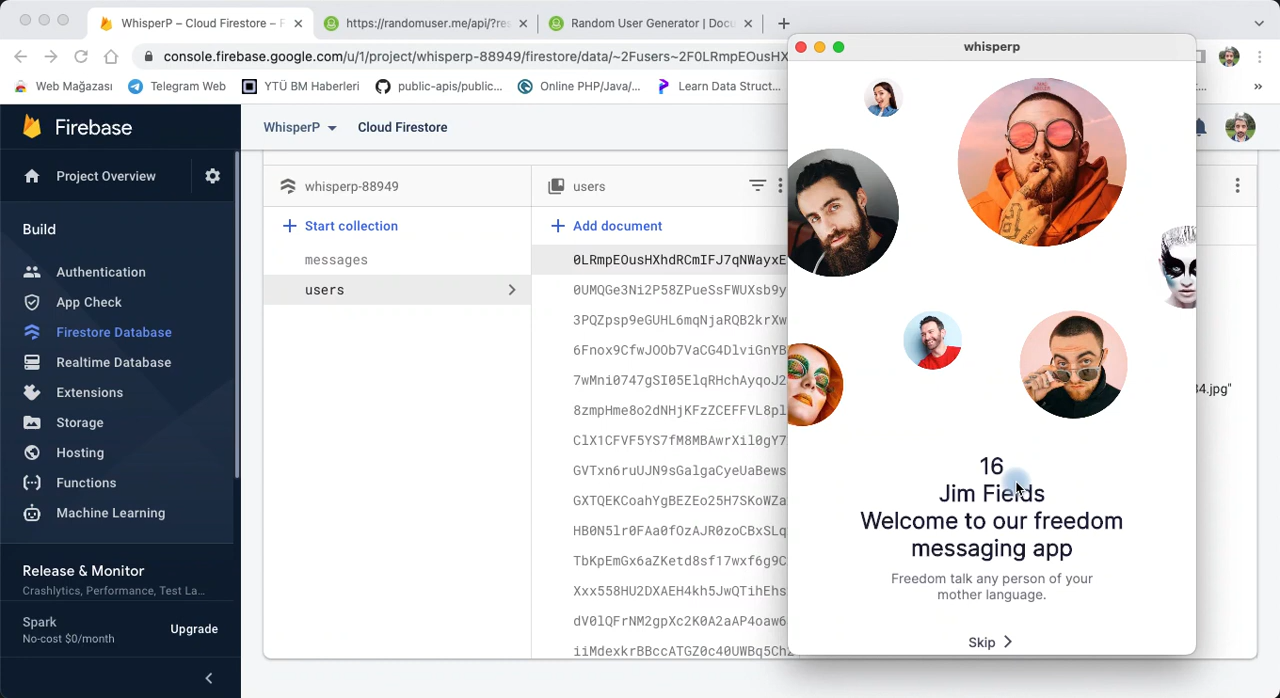 WhisperP – Cloud Firestore – F
https://randomuser.me/api/?res
Random User Generator | Docu
console.firebase.google.com/u/1/project/whisperp-88949/firestore/data/~2Fusers~2F0LRmpEOusHX
Web Mağazası
Telegram Web
YTÜ BM Haberleri
public-apis/public...
Online PHP/Java/...
Learn Data Struct...
Firebase
Project Overview
Build
Authentication
App Check
Firestore Database
Realtime Database
Extensions
Storage
Hosting
Functions
Machine Learning
Release & Monitor
Crashlytics, Performance, Test La...
Spark
No-cost $0/month
Upgrade
WhisperP
Cloud Firestore
whisperp-88949
Start collection
messages
users
users
Add document
0LRmpEOusHXhdRCmIFJ7qNWayxE
0UMQGe3Ni2P58ZPueSsFWUXsb9y
3PQZpsp9eGUHL6mqNjaRQB2krXw
6Fnox9CfwJOOb7VaCG4DlviGnYB
7wMni0747gSI05ElqRHchAyqoJ2
8zmpHme8o2dNHjKFzZCEFFVL8pl
ClX1CFVF5YS7fM8MBAwrXil0gY7
GVTxn6ruUJN9sGalgaCyeUaBews
GXTQEKCoahYgBEZEo25H7SKoWZa
HB0N5lr0FAa0fOzAJR0zoCBxSLq
TbKpEmGx6aZKetd8sf17wxf6g9C
Xxx558HU2DXAEH4kh5JwQTihEhs
dV0lQFrNM2gpXc2K0A2aAP4oaw6
iiMdexkrBBccATGZ0c40UWBq5Ch
4.jpg"
whisperp
16
Jim Fields
Welcome to our freedom
messaging app
Freedom talk any person of your
mother language.
Skip